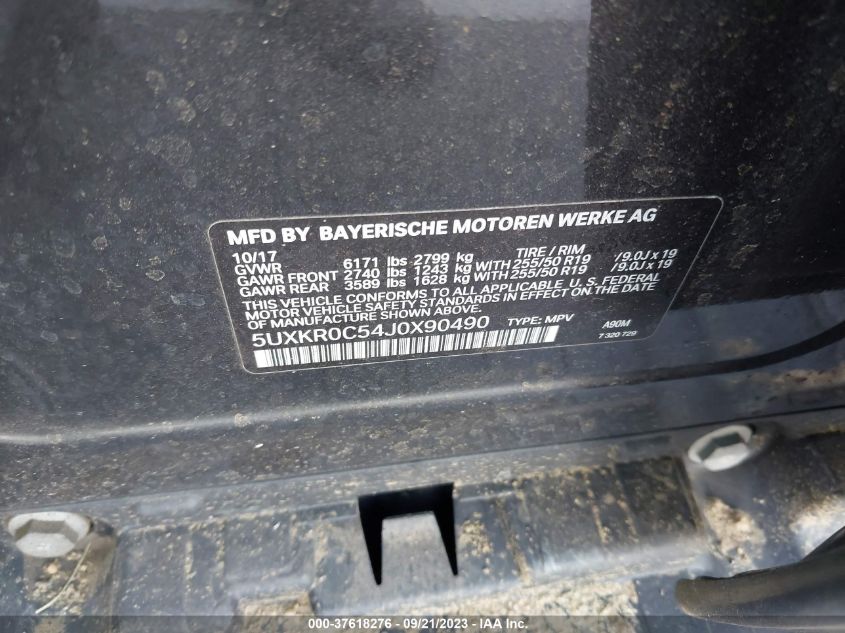 MFD BY BAYERISCHE MOTOREN WERKE AG
10/17 TIRE / RIM
GVWR 6171 lbs 2799 kg
GAWR FRONT 2740 lbs 1243 kg WITH 255/50 R19 / 9.0J x 19
GAWR REAR 3589 lbs 1628 kg WITH 255/50 R19 / 9.0J x 19
THIS VEHICLE CONFORMS TO ALL APPLICABLE U. S. FEDERAL
MOTOR VEHICLE SAFETY STANDARDS IN EFFECT ON THE DATE
OF MANUFACTURE SHOWN ABOVE.
5UXKR0C54J0X90490 TYPE: MPV A90M
7 320 729
000-37618276 - 09/21/2023 - © IAA Inc.